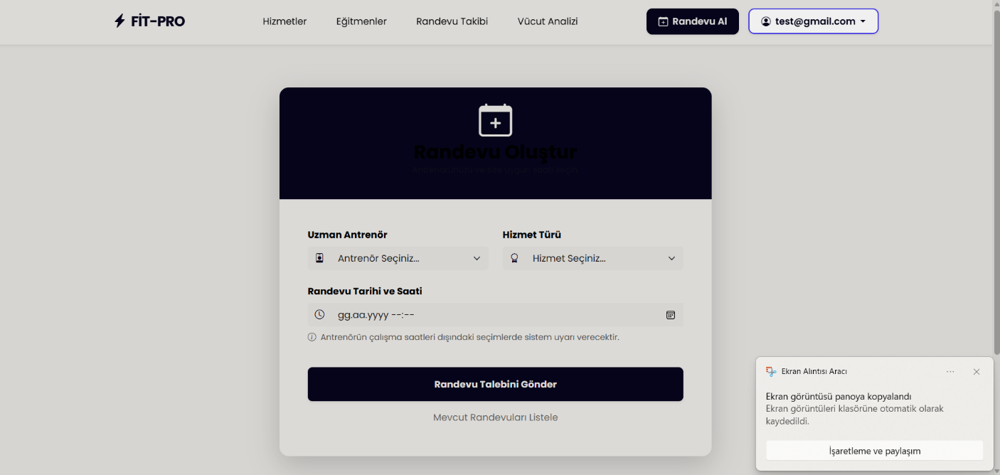 FİT-PRO
Hizmetler
Eğitmenler
Randevu Takibi
Vücut Analizi
Randevu Al
test@gmail.com
Randevu Oluştur
Antrenörünüzü ve size uygun saati seçin.
Uzman Antrenör
Hizmet Türü
Antrenör Seçiniz...
Hizmet Seçiniz...
Randevu Tarihi ve Saati
gg.aa.yyyy --:--
Antrenörün çalışma saatleri dışındaki seçimlerde sistem uyarı verecektir.
Randevu Talebini Gönder
Mevcut Randevuları Listele
Ekran Alıntısı Aracı
Ekran görüntüsü panoya kopyalandı
Ekran görüntüleri klasörüne otomatik olarak
kaydedildi.
İşaretleme ve paylaşım